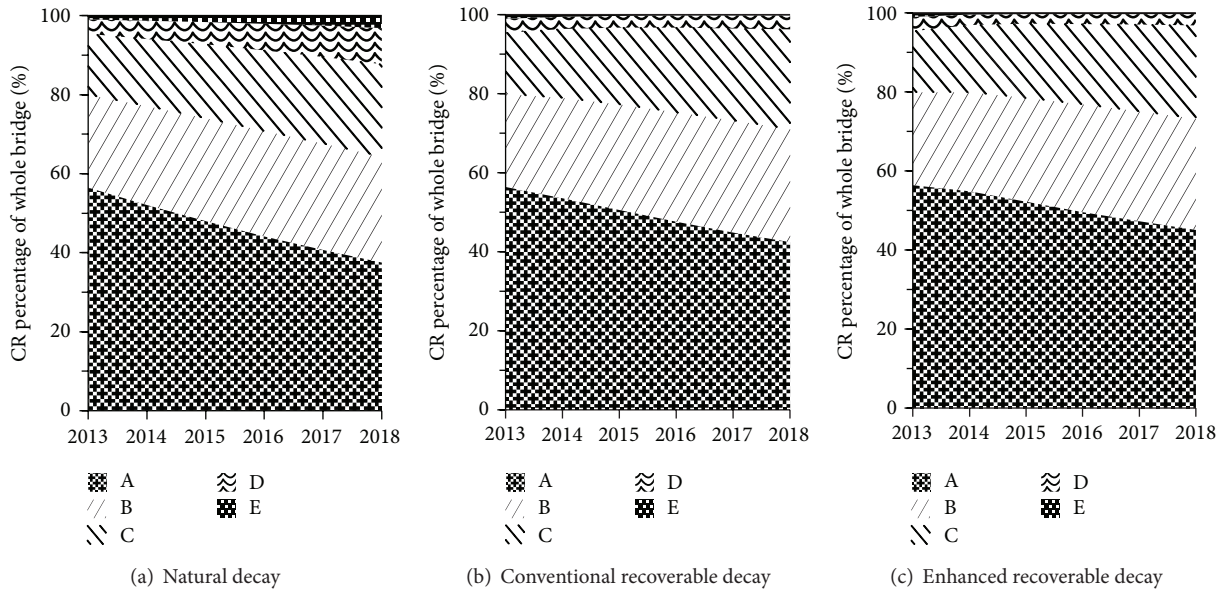 CR percentage of whole bridge (%)
100
80
60
40
20
0
2013 2014 2015 2016 2017 2018
A D
B E
C
(a) Natural decay
CR percentage of whole bridge (%)
100
80
60
40
20
0
2013 2014 2015 2016 2017 2018
A D
B E
C
(b) Conventional recoverable decay
CR percentage of whole bridge (%)
100
80
60
40
20
0
2013 2014 2015 2016 2017 2018
A D
B E
C
(c) Enhanced recoverable decay